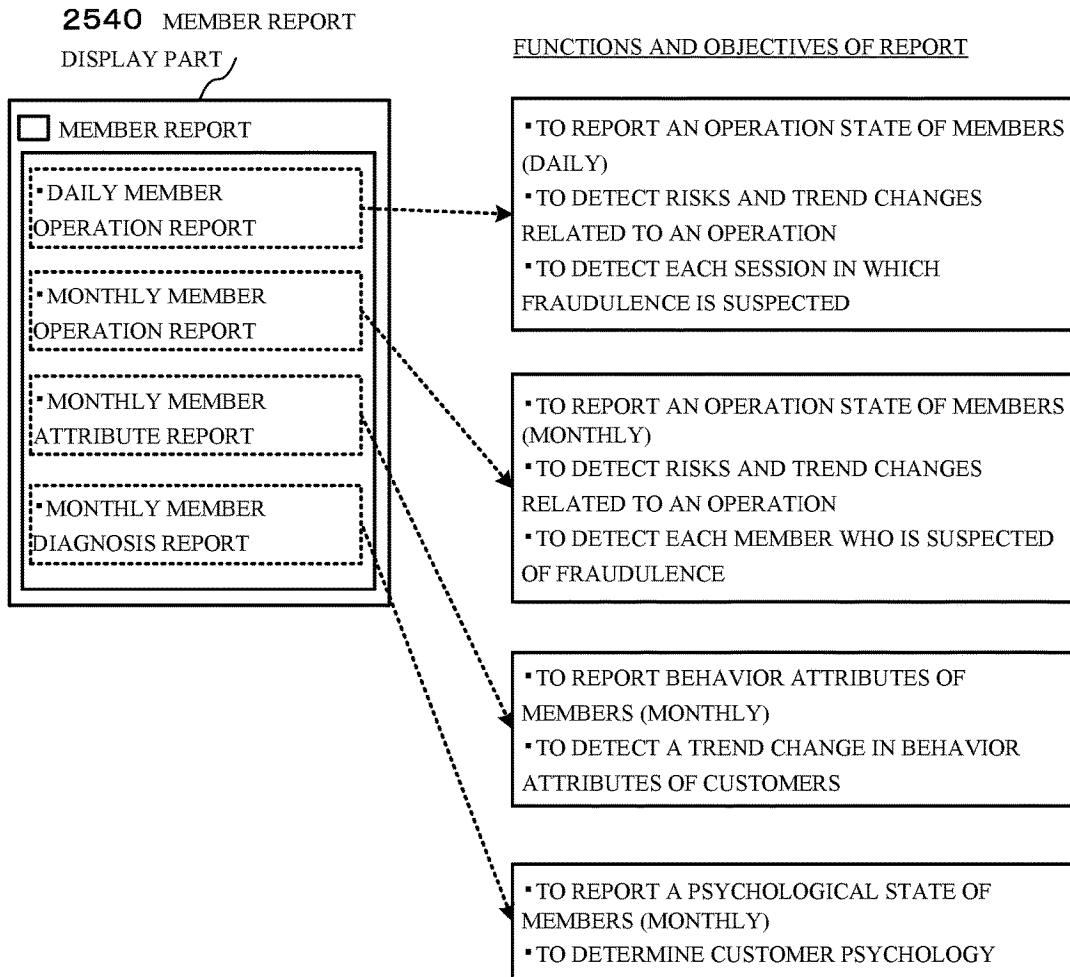 2540 MEMBER REPORT
DISPLAY PART
FUNCTIONS AND OBJECTIVES OF REPORT
MEMBER REPORT
▪DAILY MEMBER
OPERATION REPORT
▪MONTHLY MEMBER
OPERATION REPORT
▪MONTHLY MEMBER
ATTRIBUTE REPORT
▪MONTHLY MEMBER
DIAGNOSIS REPORT
▪TO REPORT AN OPERATION STATE OF MEMBERS
(DAILY)
▪TO DETECT RISKS AND TREND CHANGES
RELATED TO AN OPERATION
▪TO DETECT EACH SESSION IN WHICH
FRAUDULENCE IS SUSPECTED
▪TO REPORT AN OPERATION STATE OF MEMBERS
(MONTHLY)
▪TO DETECT RISKS AND TREND CHANGES
RELATED TO AN OPERATION
▪TO DETECT EACH MEMBER WHO IS SUSPECTED
OF FRAUDULENCE
▪TO REPORT BEHAVIOR ATTRIBUTES OF
MEMBERS (MONTHLY)
▪TO DETECT A TREND CHANGE IN BEHAVIOR
ATTRIBUTES OF CUSTOMERS
▪TO REPORT A PSYCHOLOGICAL STATE OF
MEMBERS (MONTHLY)
▪TO DETERMINE CUSTOMER PSYCHOLOGY